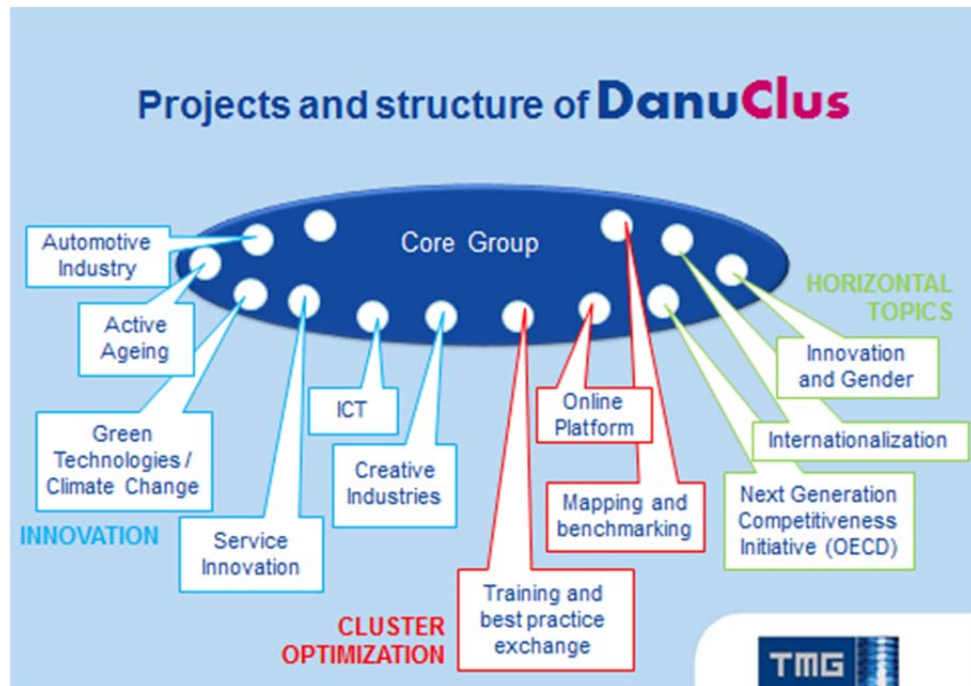 Projects and structure of DanuClus
Core Group
Automotive
Industry
Active
Ageing
Green
Technologies /
Climate Change
INNOVATION
Service
Innovation
ICT
Creative
Industries
CLUSTER
OPTIMIZATION
Training and
best practice
exchange
Online
Platform
Mapping and
benchmarking
HORIZONTAL
TOPICS
Innovation
and Gender
Internationalization
Next Generation
Competitiveness
Initiative (OECD)
TMG